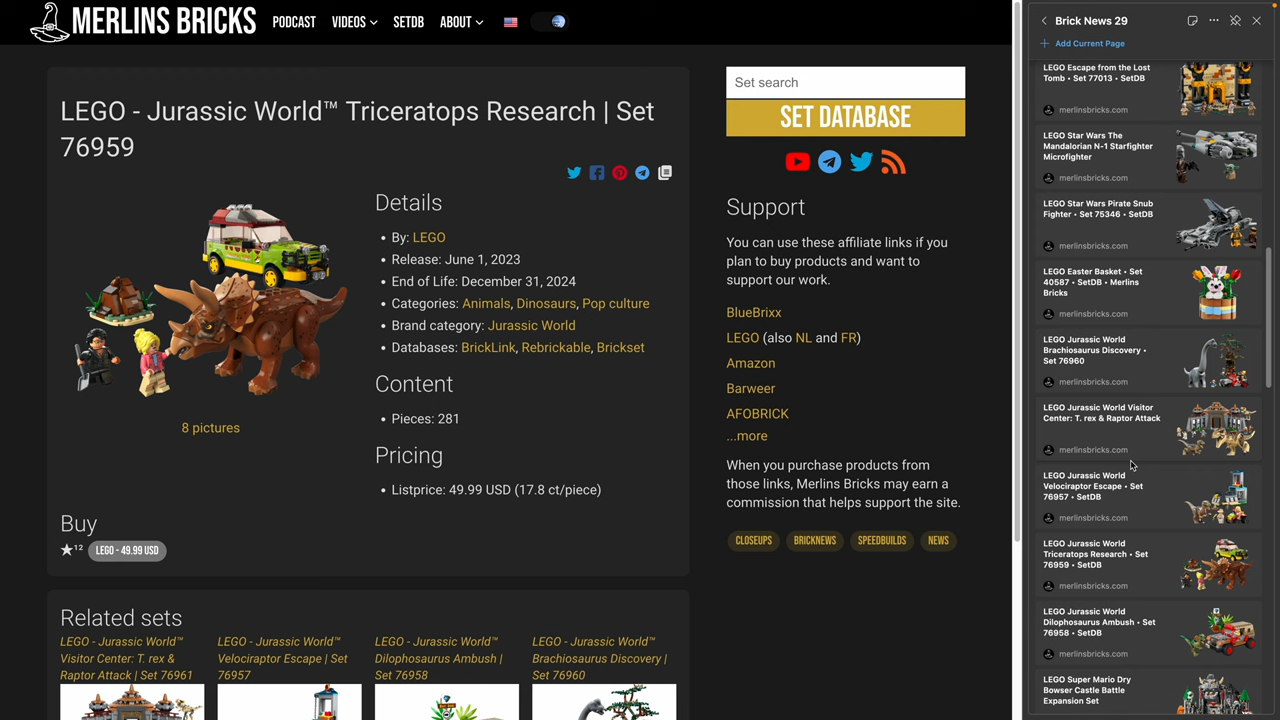 MERLINS BRICKS
PODCAST
VIDEOS
SETDB
ABOUT
LEGO - Jurassic World™ Triceratops Research | Set
76959
8 pictures
Details
• By: LEGO
• Release: June 1, 2023
• End of Life: December 31, 2024
• Categories: Animals, Dinosaurs, Pop culture
• Brand category: Jurassic World
• Databases: BrickLink, Rebrickable, Brickset
Content
• Pieces: 281
Pricing
• Listprice: 49.99 USD (17.8 ct/piece)
Buy
★12 LEGO - 49.99 USD
Related sets
LEGO - Jurassic World™
Visitor Center: T. rex &
Raptor Attack | Set 76961
LEGO - Jurassic World™
Velociraptor Escape | Set
76957
LEGO - Jurassic World™
Dilophosaurus Ambush |
Set 76958
LEGO - Jurassic World™
Brachiosaurus Discovery |
Set 76960
Set search
SET DATABASE
Support
You can use these affiliate links if you
plan to buy products and want to
support our work.
BlueBrixx
LEGO (also NL and FR)
Amazon
Barweer
AFOBRICK
...more
When you purchase products from
those links, Merlins Bricks may earn a
commission that helps support the site.
CLOSEUPS
BRICKNEWS
SPEEDBUILDS
NEWS
Brick News 29
+ Add Current Page
LEGO Escape from the Lost
Tomb • Set 77013 • SetDB
merlinsbricks.com
LEGO Star Wars The
Mandalorian N-1 Starfighter
Microfighter
merlinsbricks.com
LEGO Star Wars Pirate Snub
Fighter • Set 75346 • SetDB
merlinsbricks.com
LEGO Easter Basket • Set
40587 • SetDB • Merlins
Bricks
merlinsbricks.com
LEGO Jurassic World
Brachiosaurus Discovery •
Set 76960
merlinsbricks.com
LEGO Jurassic World Visitor
Center: T. rex & Raptor Attack
merlinsbricks.com
LEGO Jurassic World
Velociraptor Escape • Set
76957 • SetDB
merlinsbricks.com
LEGO Jurassic World
Triceratops Research • Set
76959 • SetDB
merlinsbricks.com
LEGO Jurassic World
Dilophosaurus Ambush • Set
76958 • SetDB
merlinsbricks.com
LEGO Super Mario Dry
Bowser Castle Battle
Expansion Set